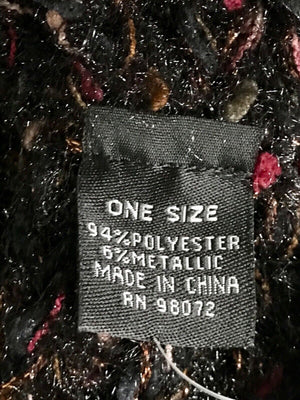 ONE SIZE
94%POLYESTER
6%METALLIC
MADE IN CHINA
RN 98072